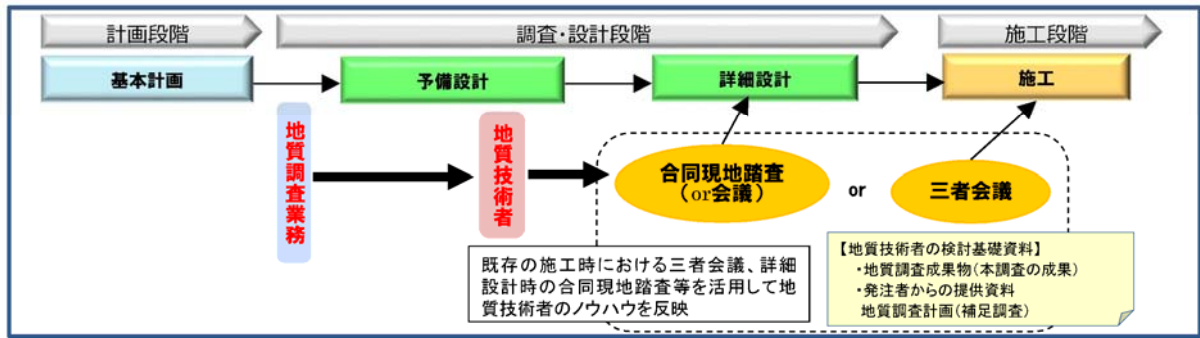 計画段階
調査・設計段階
施工段階
基本計画
予備設計
詳細設計
施工
地質調査業務
地質技術者
合同現地踏査
(or会議)
or
三者会議
既存の施工時における三者会議、詳細
設計時の合同現地踏査等を活用して地
質技術者のノウハウを反映
【地質技術者の検討基礎資料】
・地質調査成果物(本調査の成果)
・発注者からの提供資料
地質調査計画(補足調査)